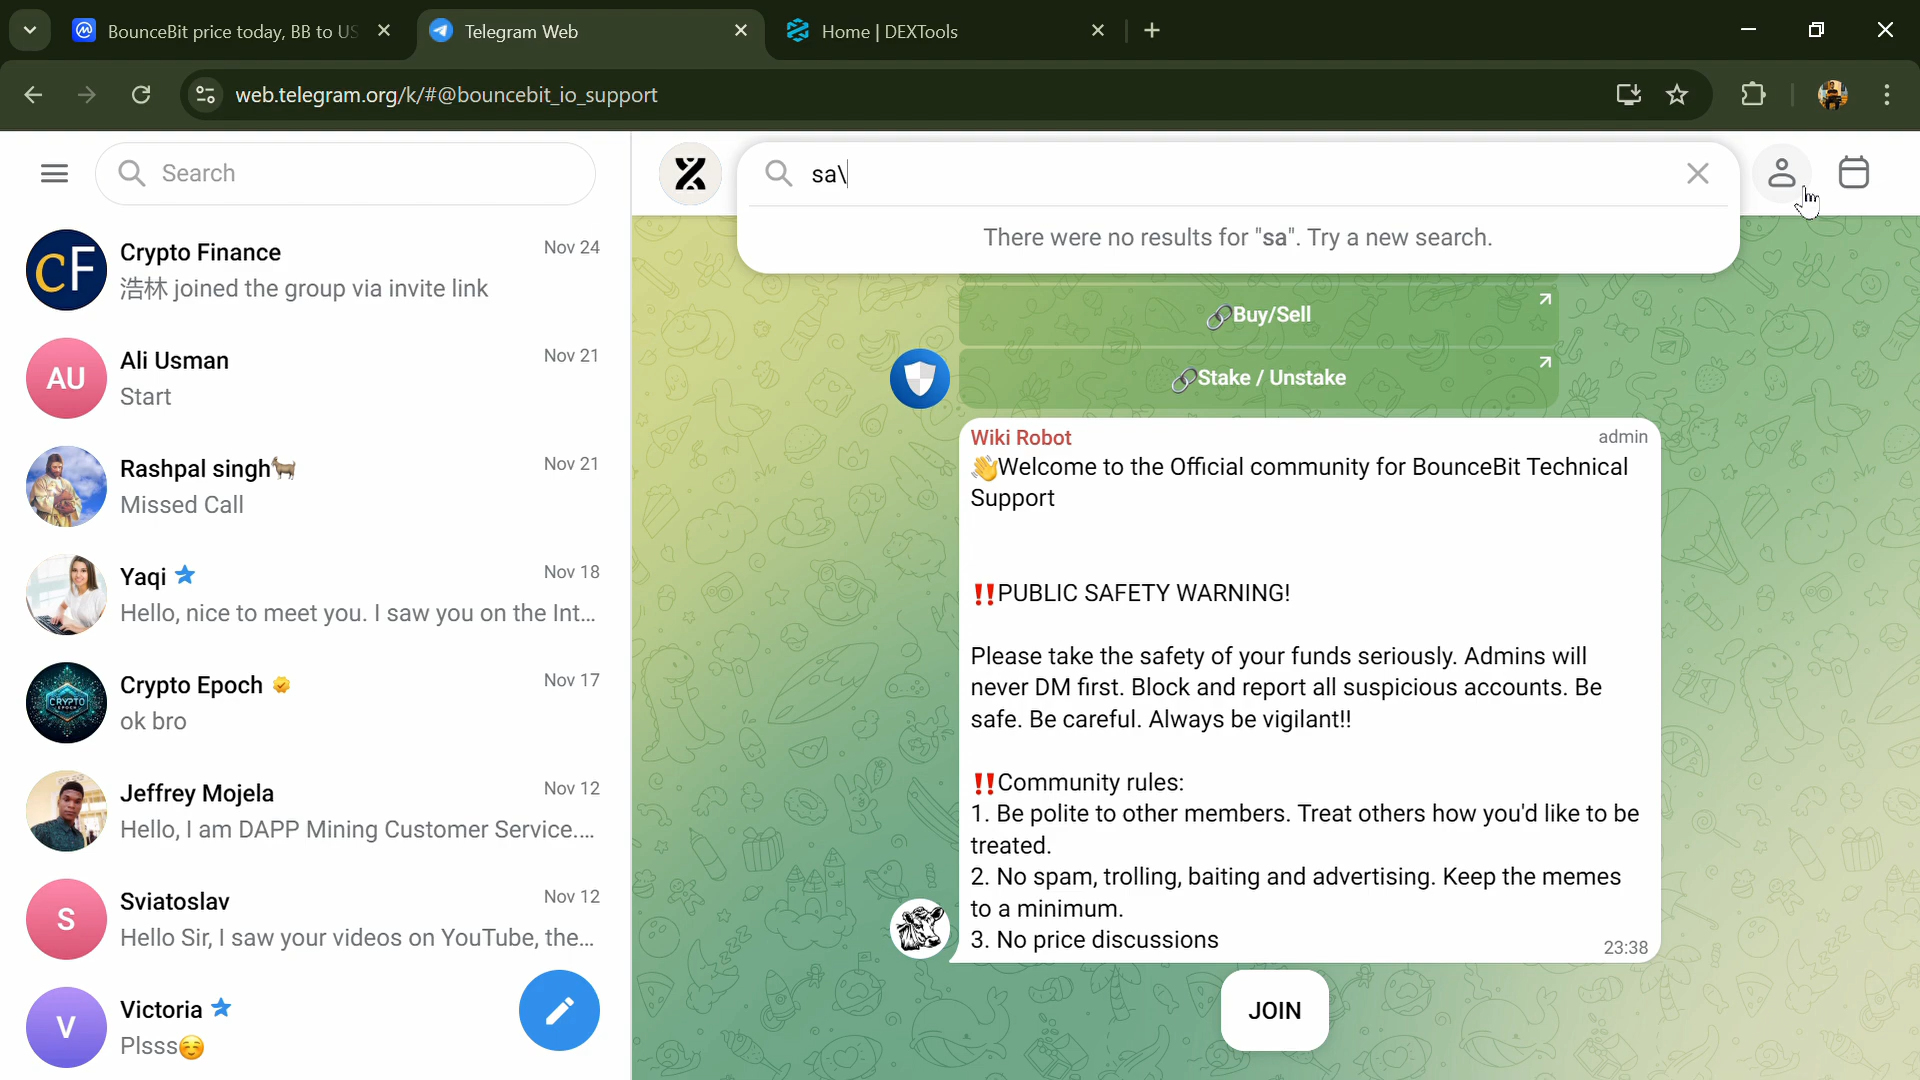 BounceBit price today, BB to US
Telegram Web
Home | DEXTools
web.telegram.org/k/#@bouncebit_io_support
Search
Crypto Finance
Nov 24
浩林 joined the group via invite link
AU
Ali Usman
Nov 21
Start
Rashpal singh🐐
Nov 21
Missed Call
Yaqi
Nov 18
Hello, nice to meet you. I saw you on the Int...
CRYPTO
EPOCH
Crypto Epoch
Nov 17
ok bro
Jeffrey Mojela
Nov 12
Hello, I am DAPP Mining Customer Service....
S
Sviatoslav
Nov 12
Hello Sir, I saw your videos on YouTube, the...
V
Victoria
Plsss☺️
sa\
There were no results for "sa". Try a new search.
🔗Buy/Sell
🔗Stake / Unstake
Wiki Robot
admin
👋Welcome to the Official community for BounceBit Technical
Support
‼️PUBLIC SAFETY WARNING!
Please take the safety of your funds seriously. Admins will
never DM first. Block and report all suspicious accounts. Be
safe. Be careful. Always be vigilant!!
‼️Community rules:
1. Be polite to other members. Treat others how you'd like to be
treated.
2. No spam, trolling, baiting and advertising. Keep the memes
to a minimum.
3. No price discussions
23:38
JOIN